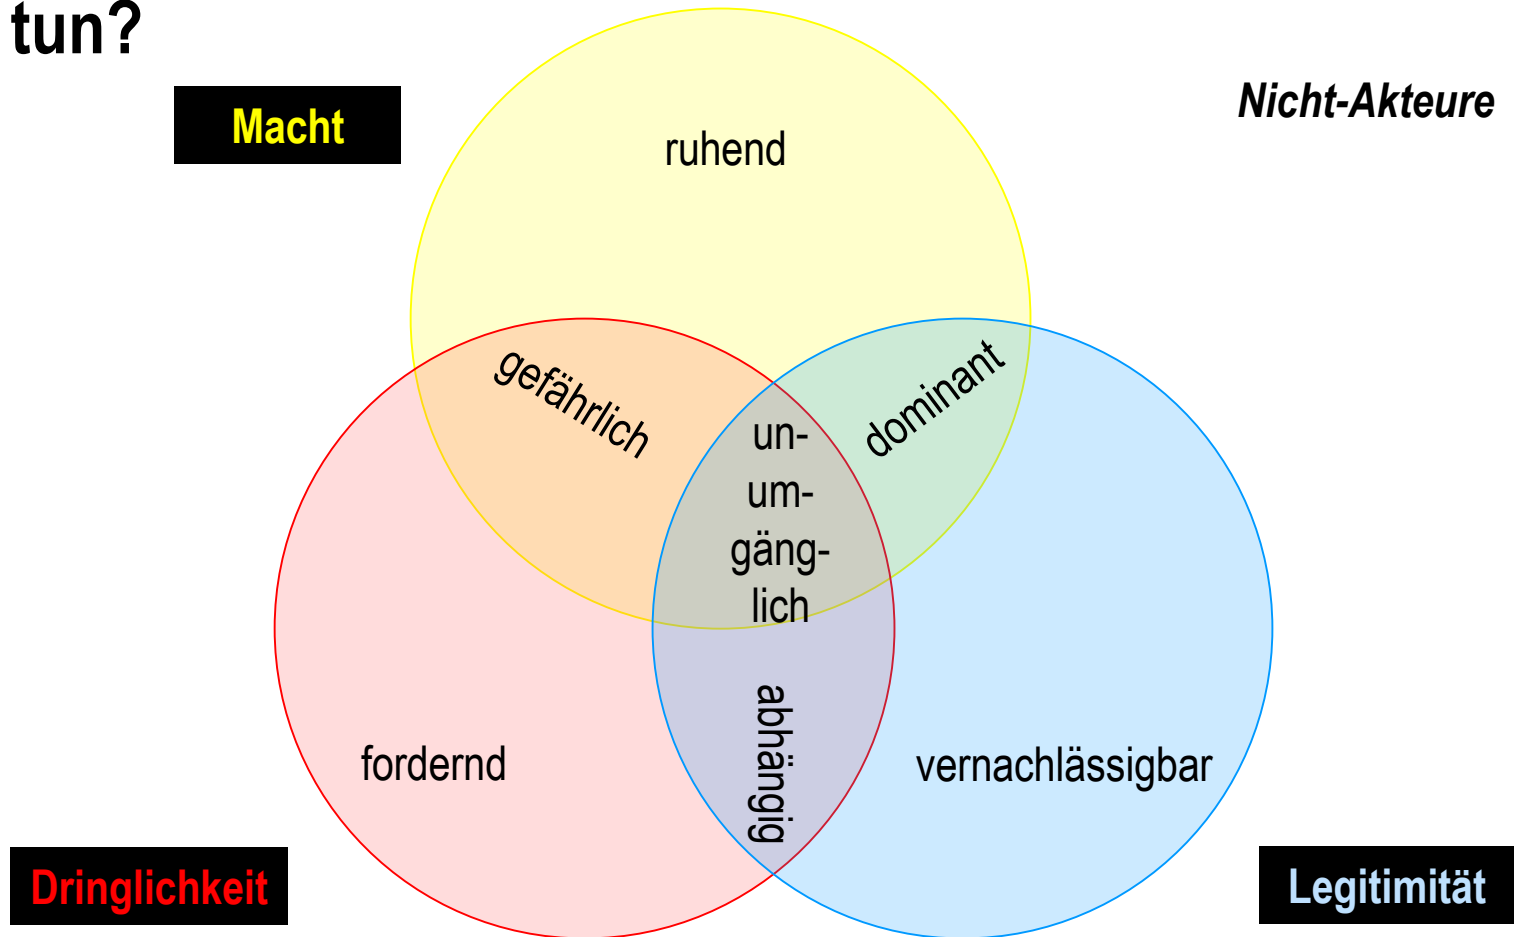 tun?
Macht
Nicht-Akteure
ruhend
gefährlich
dominant
un-
um-
gäng-
lich
abhängig
fordernd
vernachlässigbar
Dringlichkeit
Legitimität